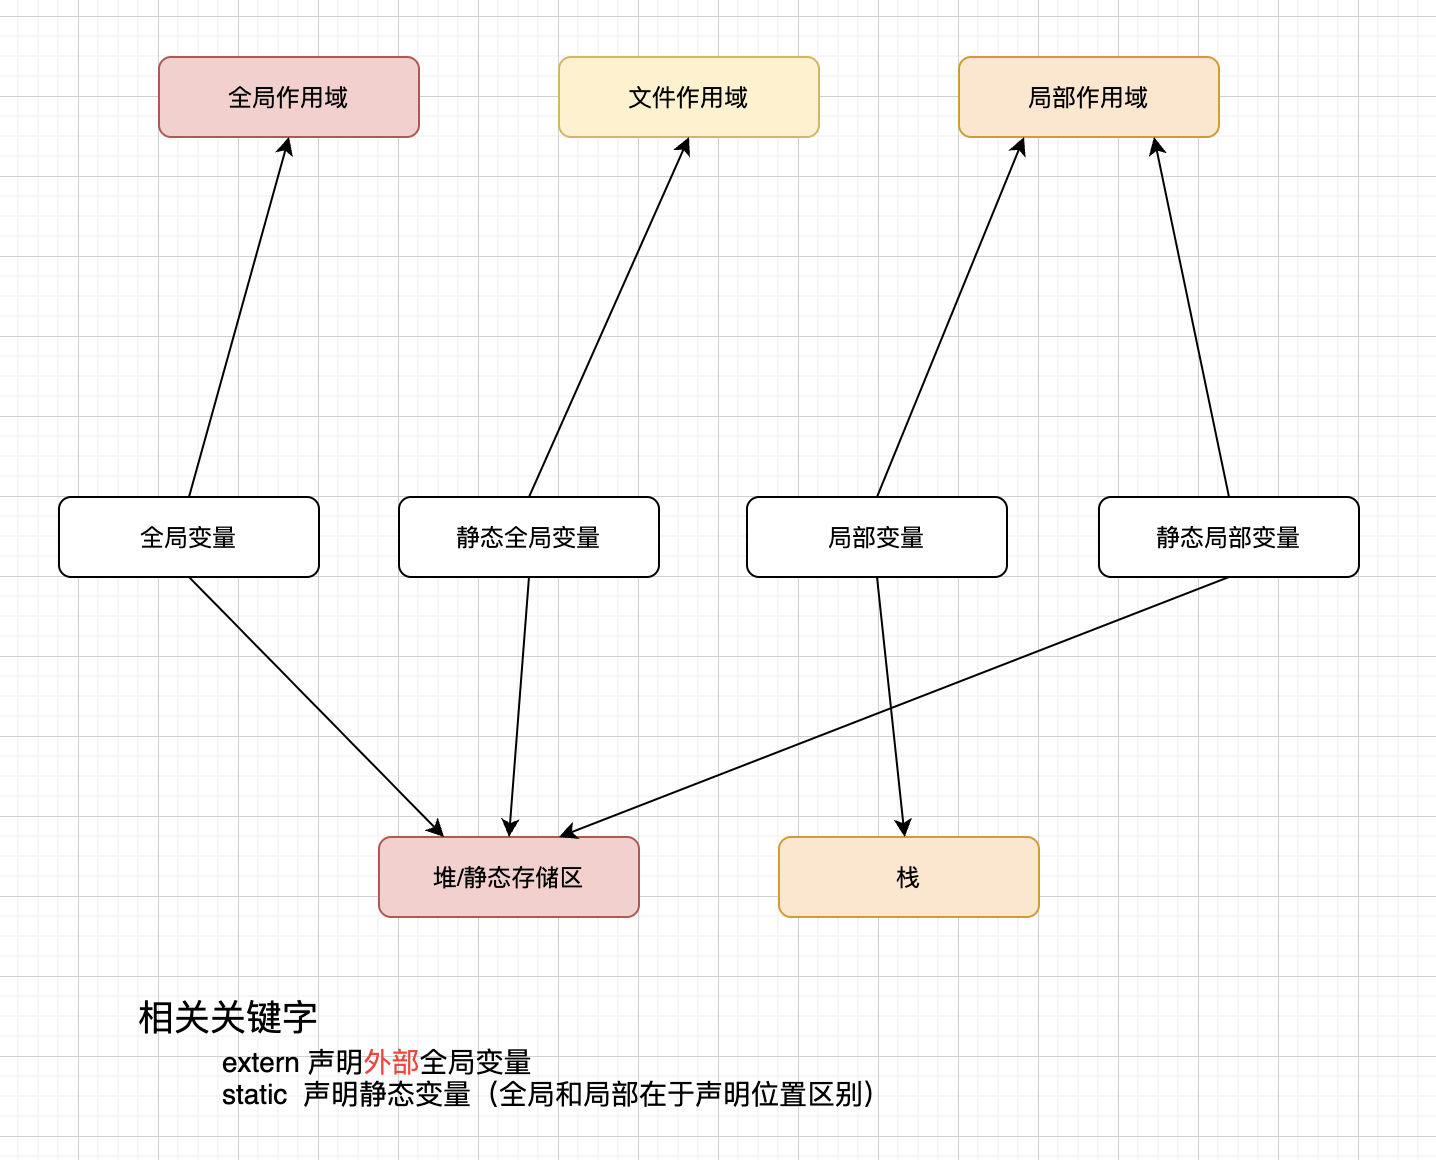 全局作用域
文件作用域
局部作用域
全局变量
静态全局变量
局部变量
静态局部变量
堆/静态存储区
栈
相关关键字
extern 声明外部全局变量
static 声明静态变量（全局和局部在于声明位置区别）